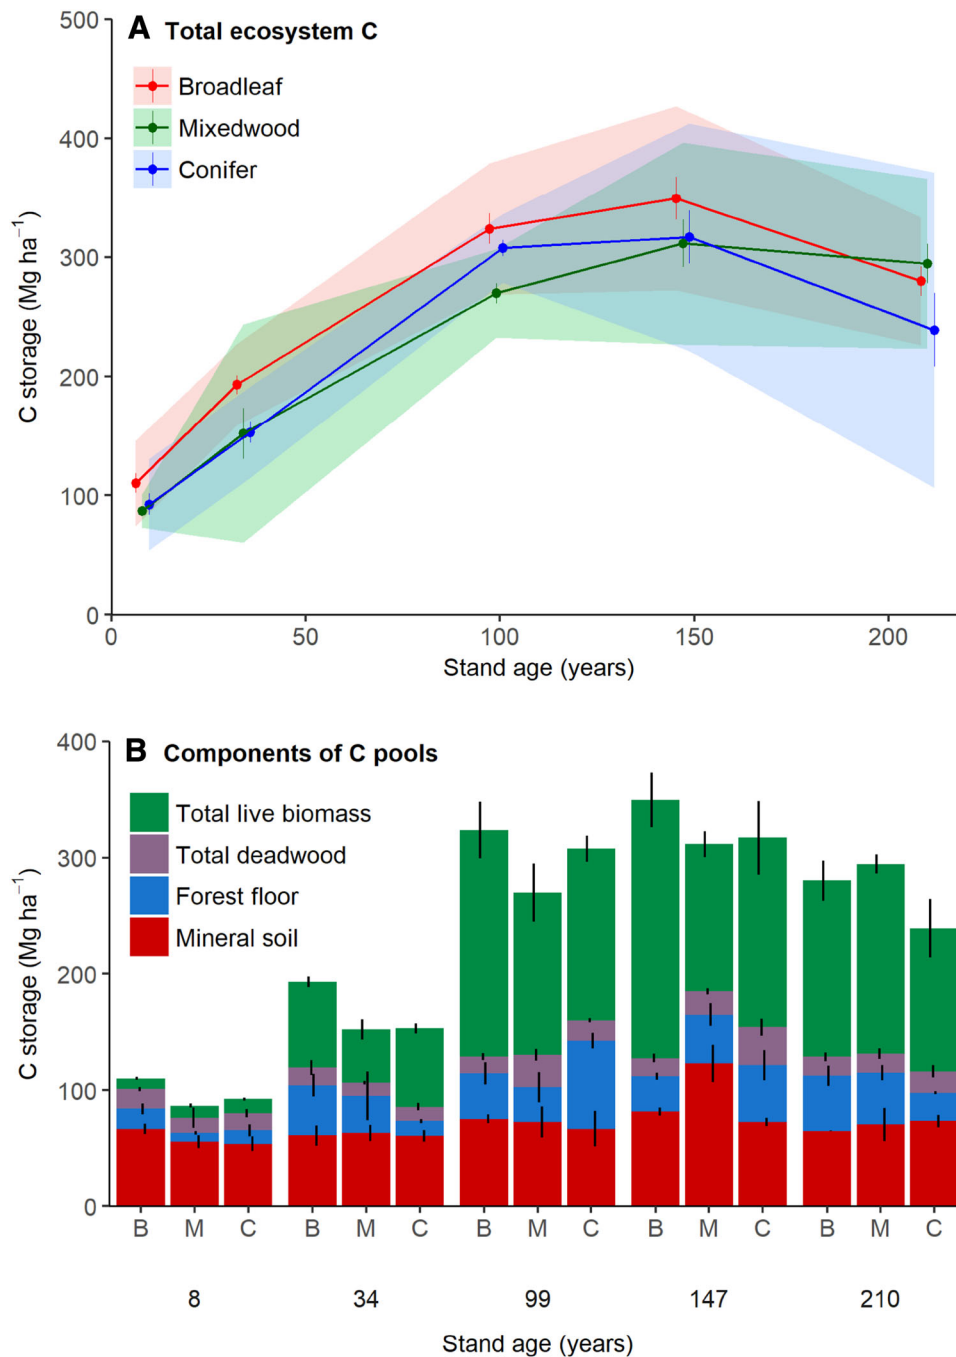 A Total ecosystem C
Broadleaf
Mixedwood
Conifer
C storage (Mg ha⁻¹)
500
400
300
200
100
0
0 50 100 150 200
Stand age (years)
B Components of C pools
Total live biomass
Total deadwood
Forest floor
Mineral soil
C storage (Mg ha⁻¹)
400
300
200
100
0
B M C B M C B M C B M C B M C
8 34 99 147 210
Stand age (years)